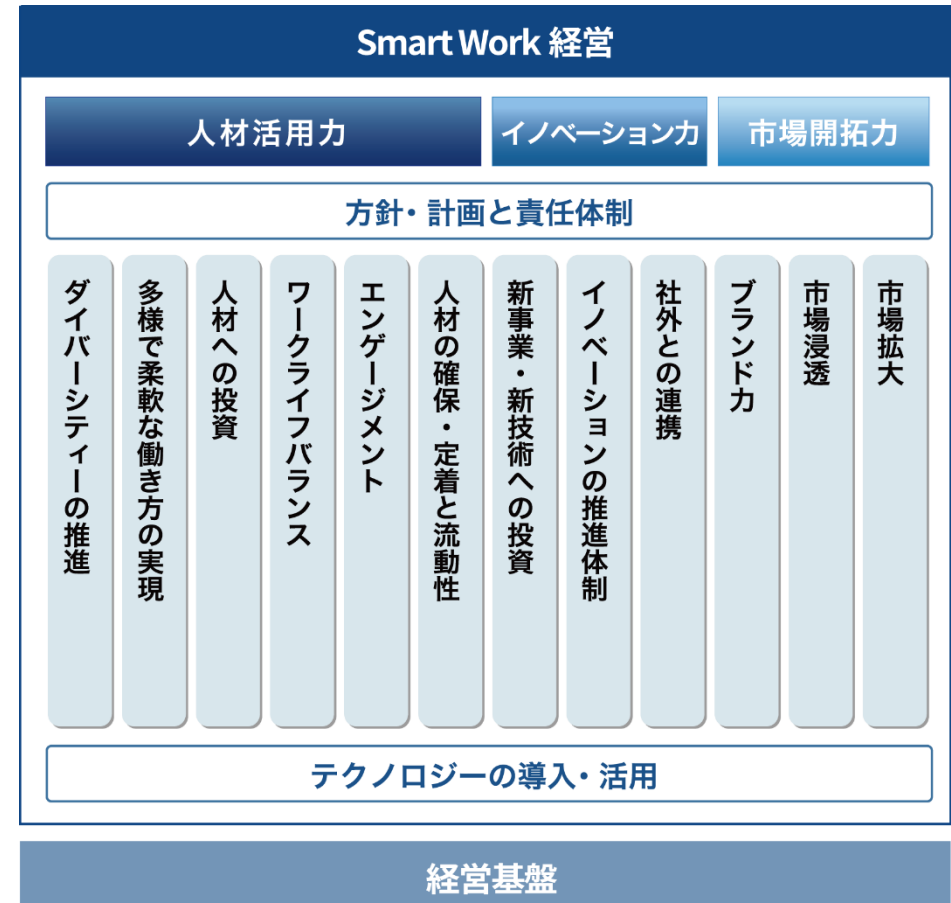 Smart Work 経営
人材活用力
イノベーション力
市場開拓力
方針・計画と責任体制
ダイバーシティーの推進
多様で柔軟な働き方の実現
人材への投資
ワークライフバランス
エンゲージメント
人材の確保・定着と流動性
新事業・新技術への投資
イノベーションの推進体制
社外との連携
ブランド力
市場浸透
市場拡大
テクノロジーの導入・活用
経営基盤